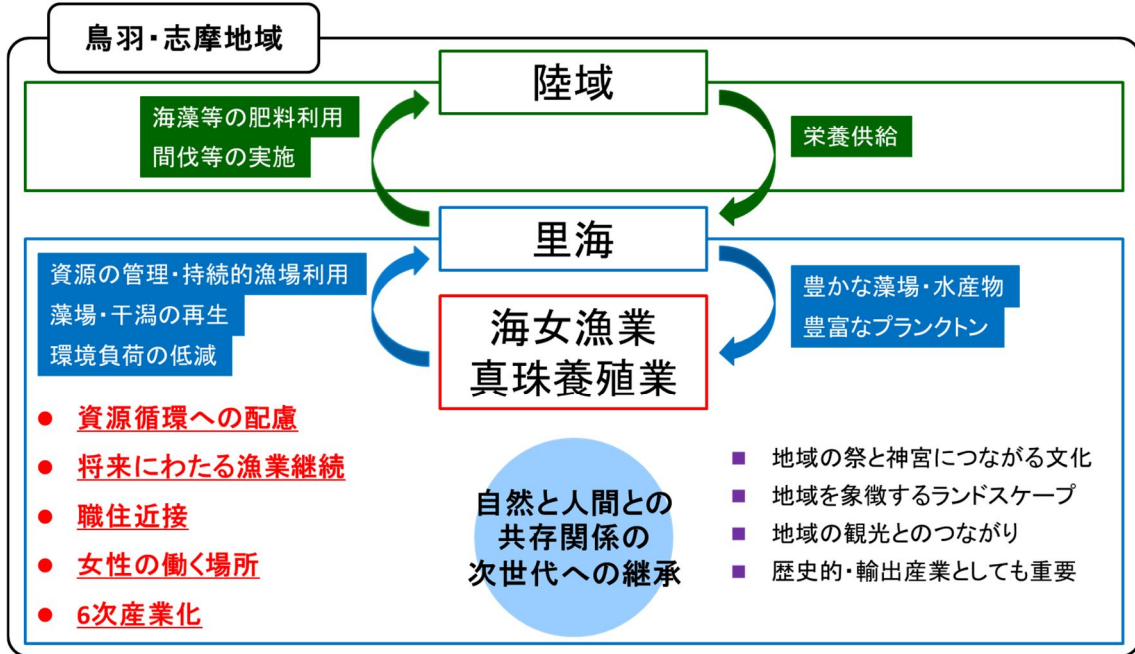 鳥羽・志摩地域
陸域
海藻等の肥料利用
間伐等の実施
栄養供給
里海
資源の管理・持続的漁場利用
藻場・干潟の再生
環境負荷の低減
豊かな藻場・水産物
豊富なプランクトン
海女漁業
真珠養殖業
● 資源循環への配慮
● 将来にわたる漁業継続
● 職住近接
● 女性の働く場所
● 6次産業化
自然と人間との
共存関係の
次世代への継承
■ 地域の祭と神宮につながる文化
■ 地域を象徴するランドスケープ
■ 地域の観光とのつながり
■ 歴史的・輸出産業としても重要